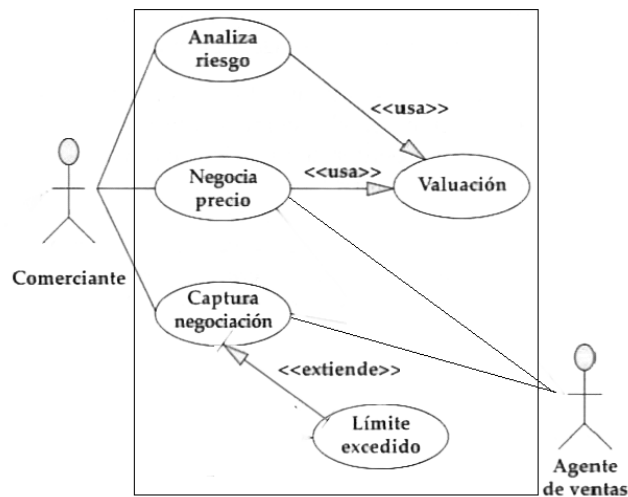 Analiza
riesgo
<<usa>>
Negocia
precio
<<usa>>
Valuación
Comerciante
Captura
negociación
<<extiende>>
Límite
excedido
Agente
de ventas